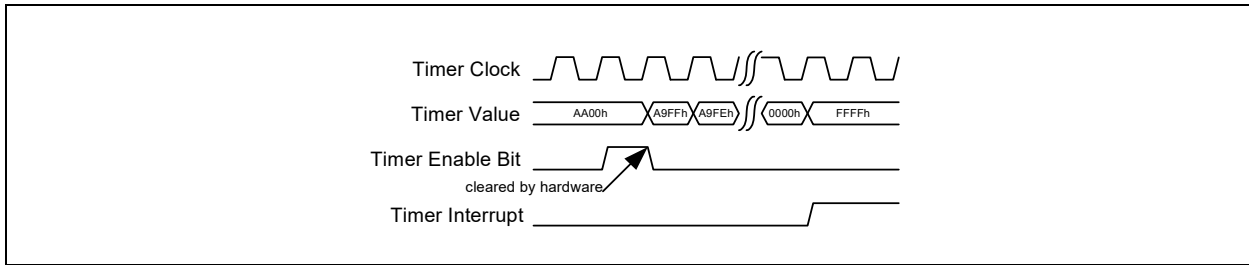 Timer Clock
Timer Value AA00h A9FFh A9FEh 0000h FFFFh
Timer Enable Bit
cleared by hardware
Timer Interrupt